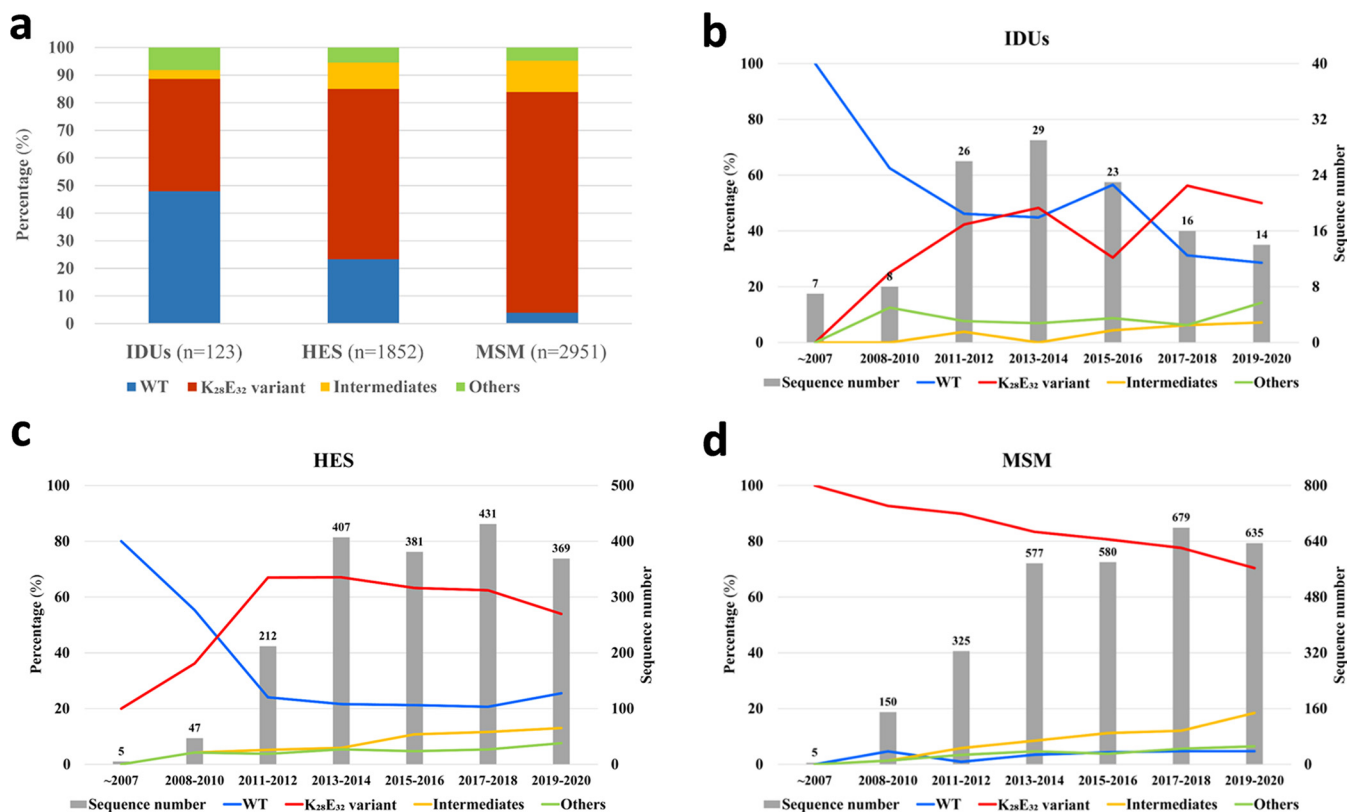 a
100
90
80
70
60
50
40
30
20
10
0
Percentage (%)
IDUs (n=123) HES (n=1852) MSM (n=2951)
WT K₂₈E₃₂ variant Intermediates Others
b
IDUs
100
80
60
40
20
0
Percentage (%)
40
32
24
16
8
0
Sequence number
7 8 26 29 23 16 14
~2007 2008-2010 2011-2012 2013-2014 2015-2016 2017-2018 2019-2020
Sequence number WT K₂₈E₃₂ variant Intermediates Others
c
HES
100
80
60
40
20
0
Percentage (%)
500
400
300
200
100
0
Sequence number
5 47 212 407 381 431 369
~2007 2008-2010 2011-2012 2013-2014 2015-2016 2017-2018 2019-2020
Sequence number WT K₂₈E₃₂ variant Intermediates Others
d
MSM
100
80
60
40
20
0
Percentage (%)
800
640
480
320
160
0
Sequence number
5 150 325 577 580 679 635
~2007 2008-2010 2011-2012 2013-2014 2015-2016 2017-2018 2019-2020
Sequence number WT K₂₈E₃₂ variant Intermediates Others